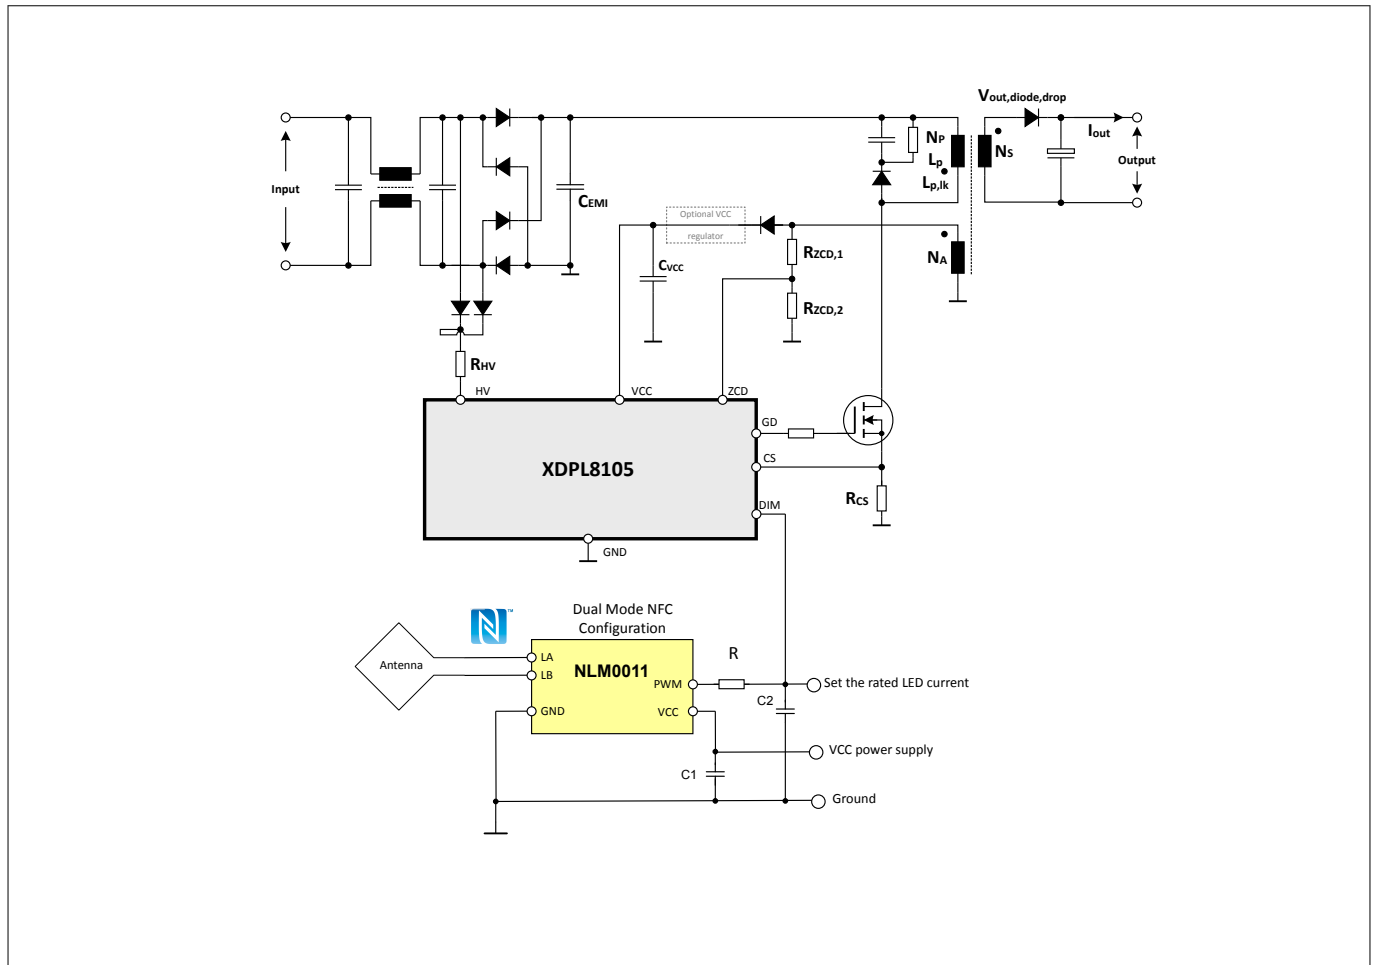 Vout,diode,drop
Iout
NP
NS
Lp
Lp,lk
Input
Output
CEMI
Optional VCC
regulator
RZCD,1
NA
CVCC
RZCD,2
RHV
HV
VCC
ZCD
GD
XDPL8105
CS
RCS
DIM
GND
Dual Mode NFC
Configuration
Antenna
LA
LB
NLM0011
PWM
R
Set the rated LED current
C2
GND
VCC
VCC power supply
C1
Ground
TM